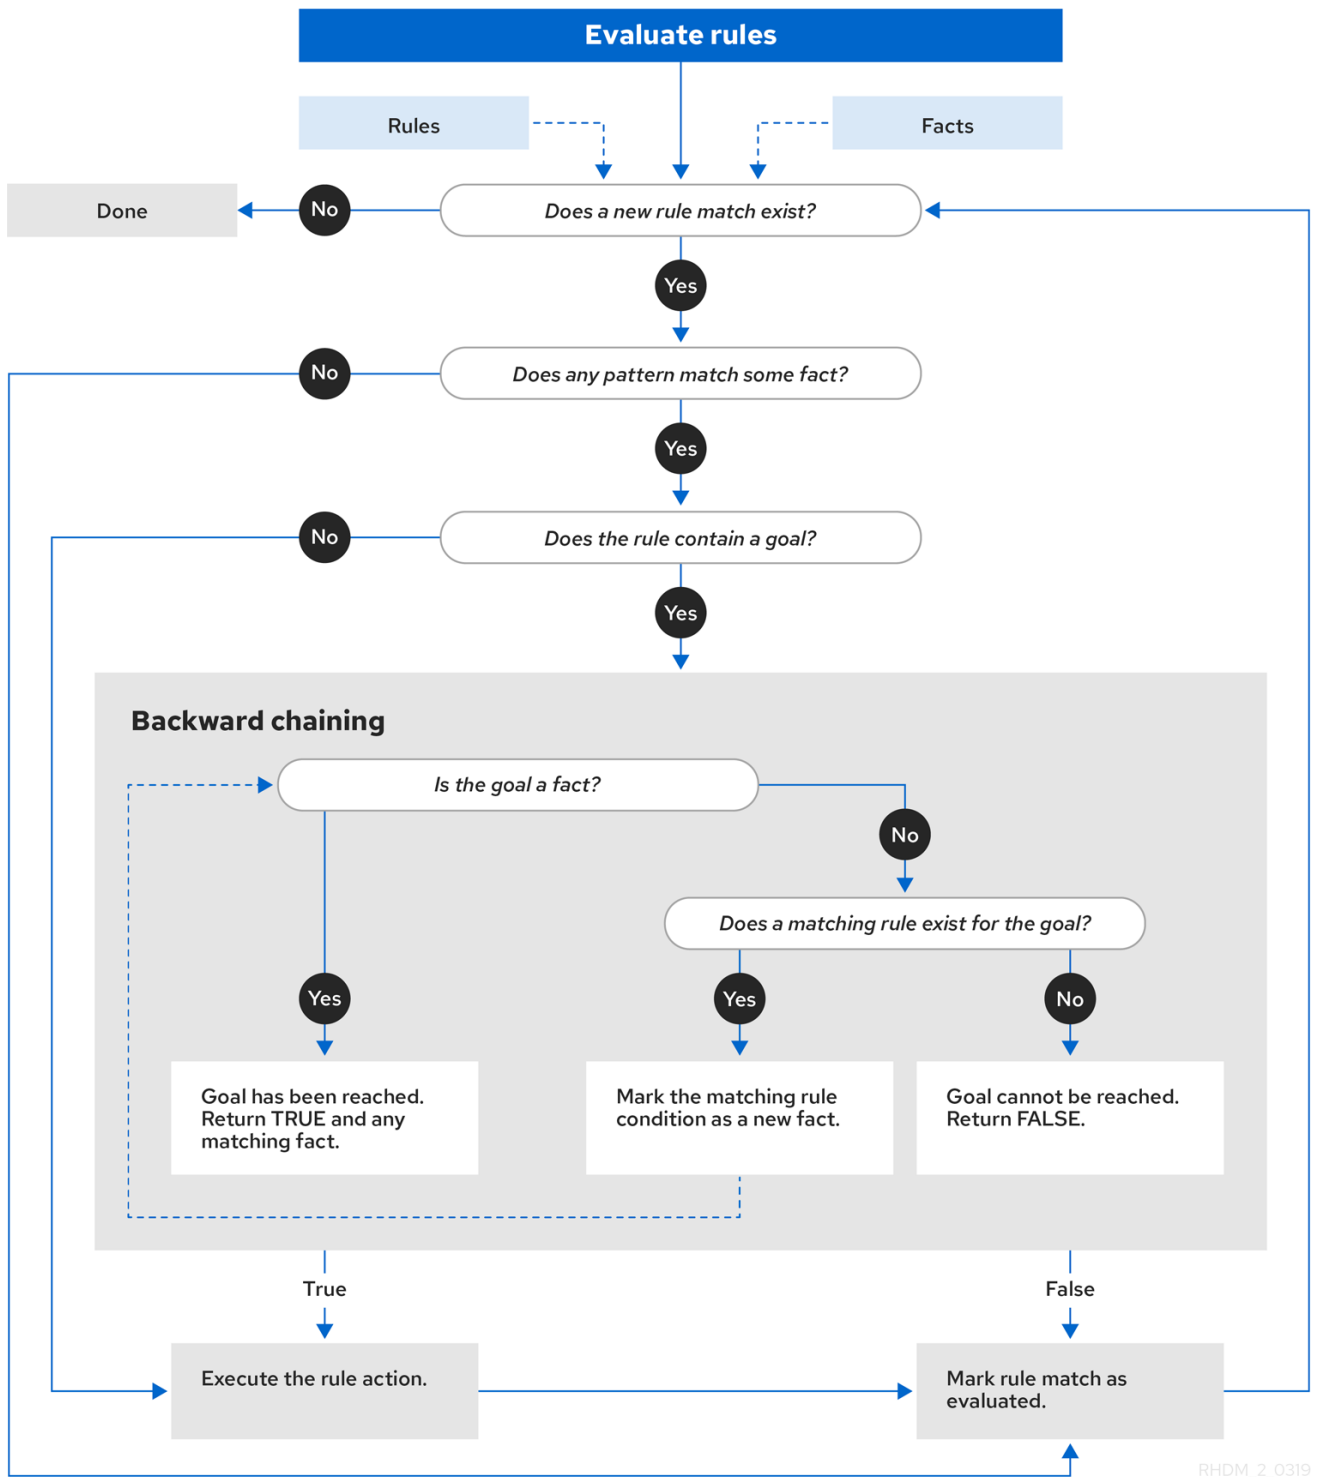 Evaluate rules
Rules
Facts
Done
No
Does a new rule match exist?
Yes
No
Does any pattern match some fact?
Yes
No
Does the rule contain a goal?
Yes
Backward chaining
Is the goal a fact?
No
Does a matching rule exist for the goal?
Yes
Yes
No
Goal has been reached.
Return TRUE and any
matching fact.
Mark the matching rule
condition as a new fact.
Goal cannot be reached.
Return FALSE.
True
False
Execute the rule action.
Mark rule match as
evaluated.
RHDM_2_0319